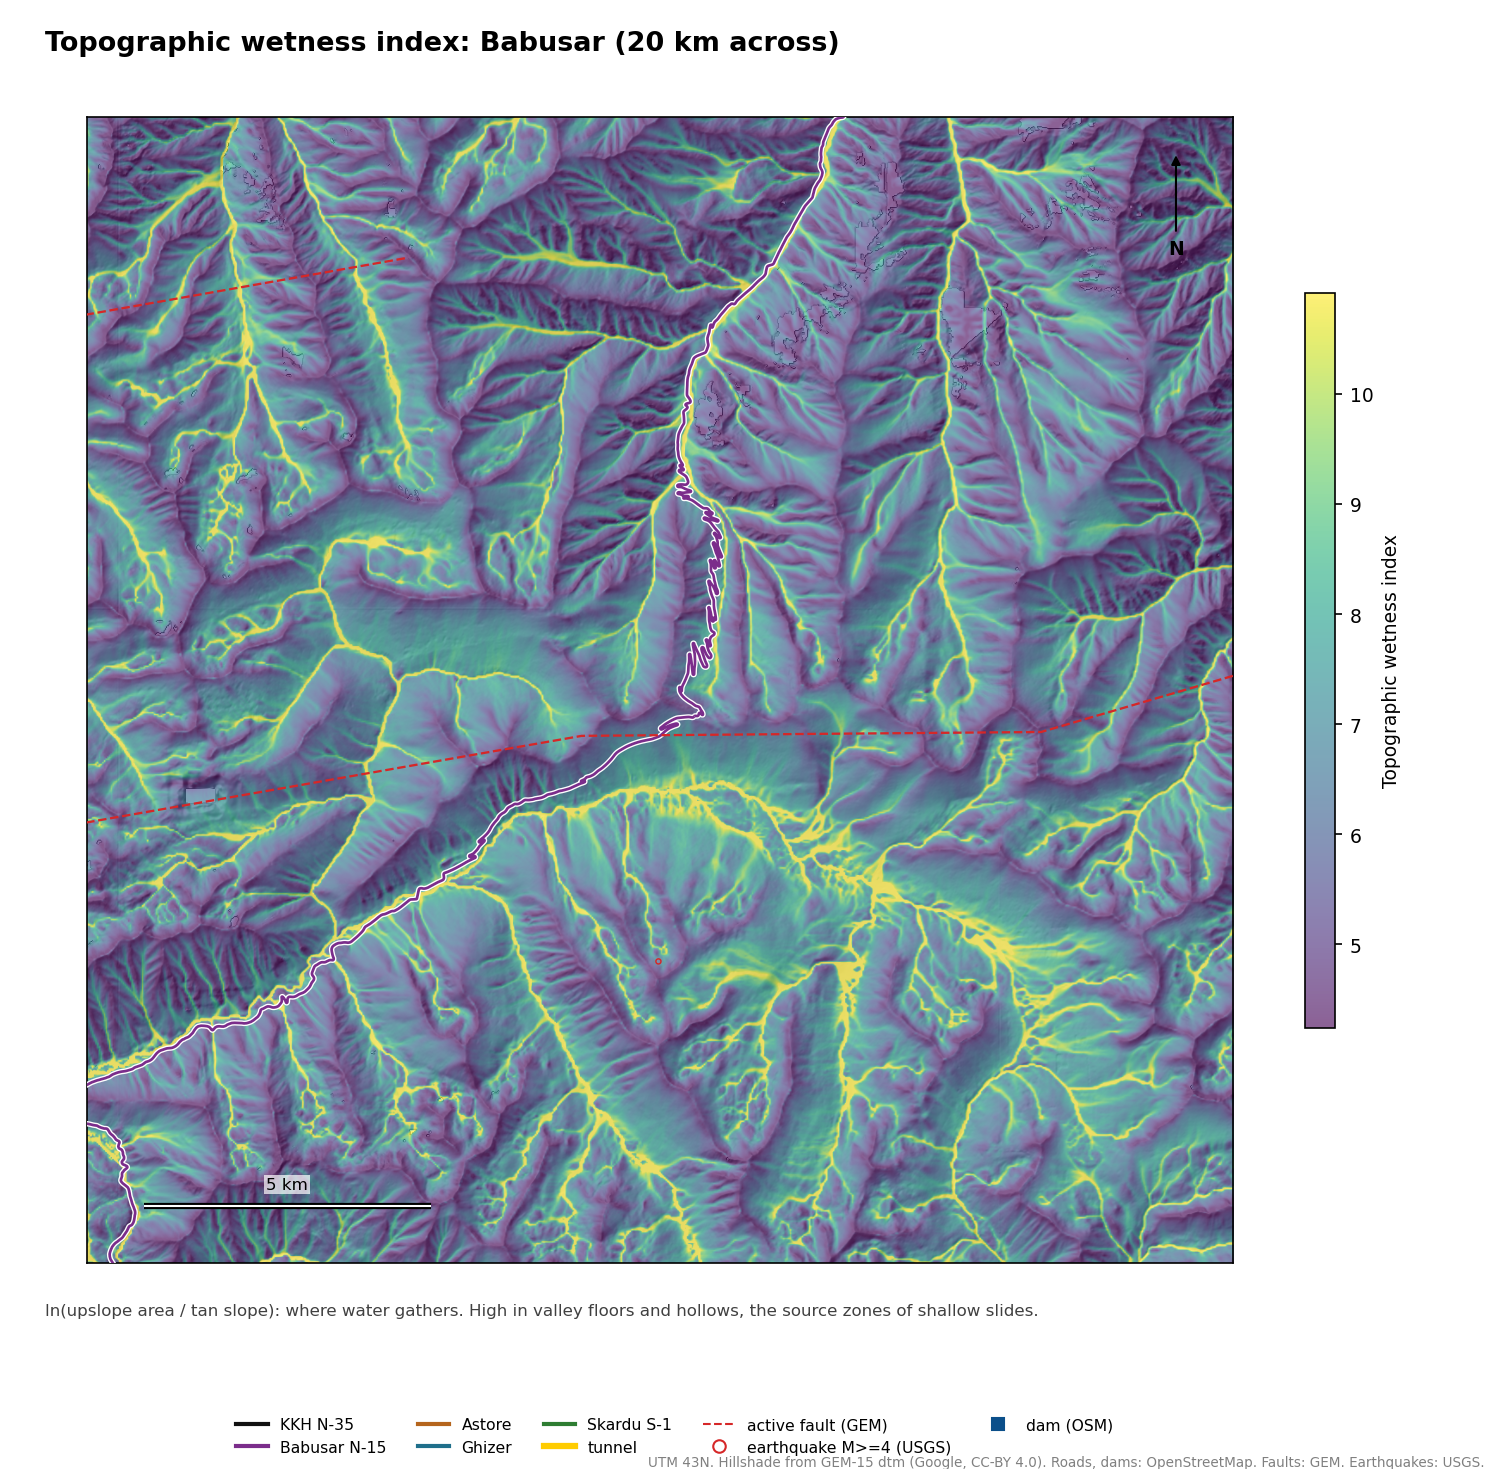 Topographic wetness index: Babusar (20 km across)
N
10
9
8
7
6
5
Topographic wetness index
5 km
ln(upslope area / tan slope): where water gathers. High in valley floors and hollows, the source zones of shallow slides.
KKH N-35
Babusar N-15
Astore
Ghizer
Skardu S-1
tunnel
active fault (GEM)
earthquake M>=4 (USGS)
dam (OSM)
UTM 43N. Hillshade from GEM-15 dtm (Google, CC-BY 4.0). Roads, dams: OpenStreetMap. Faults: GEM. Earthquakes: USGS.